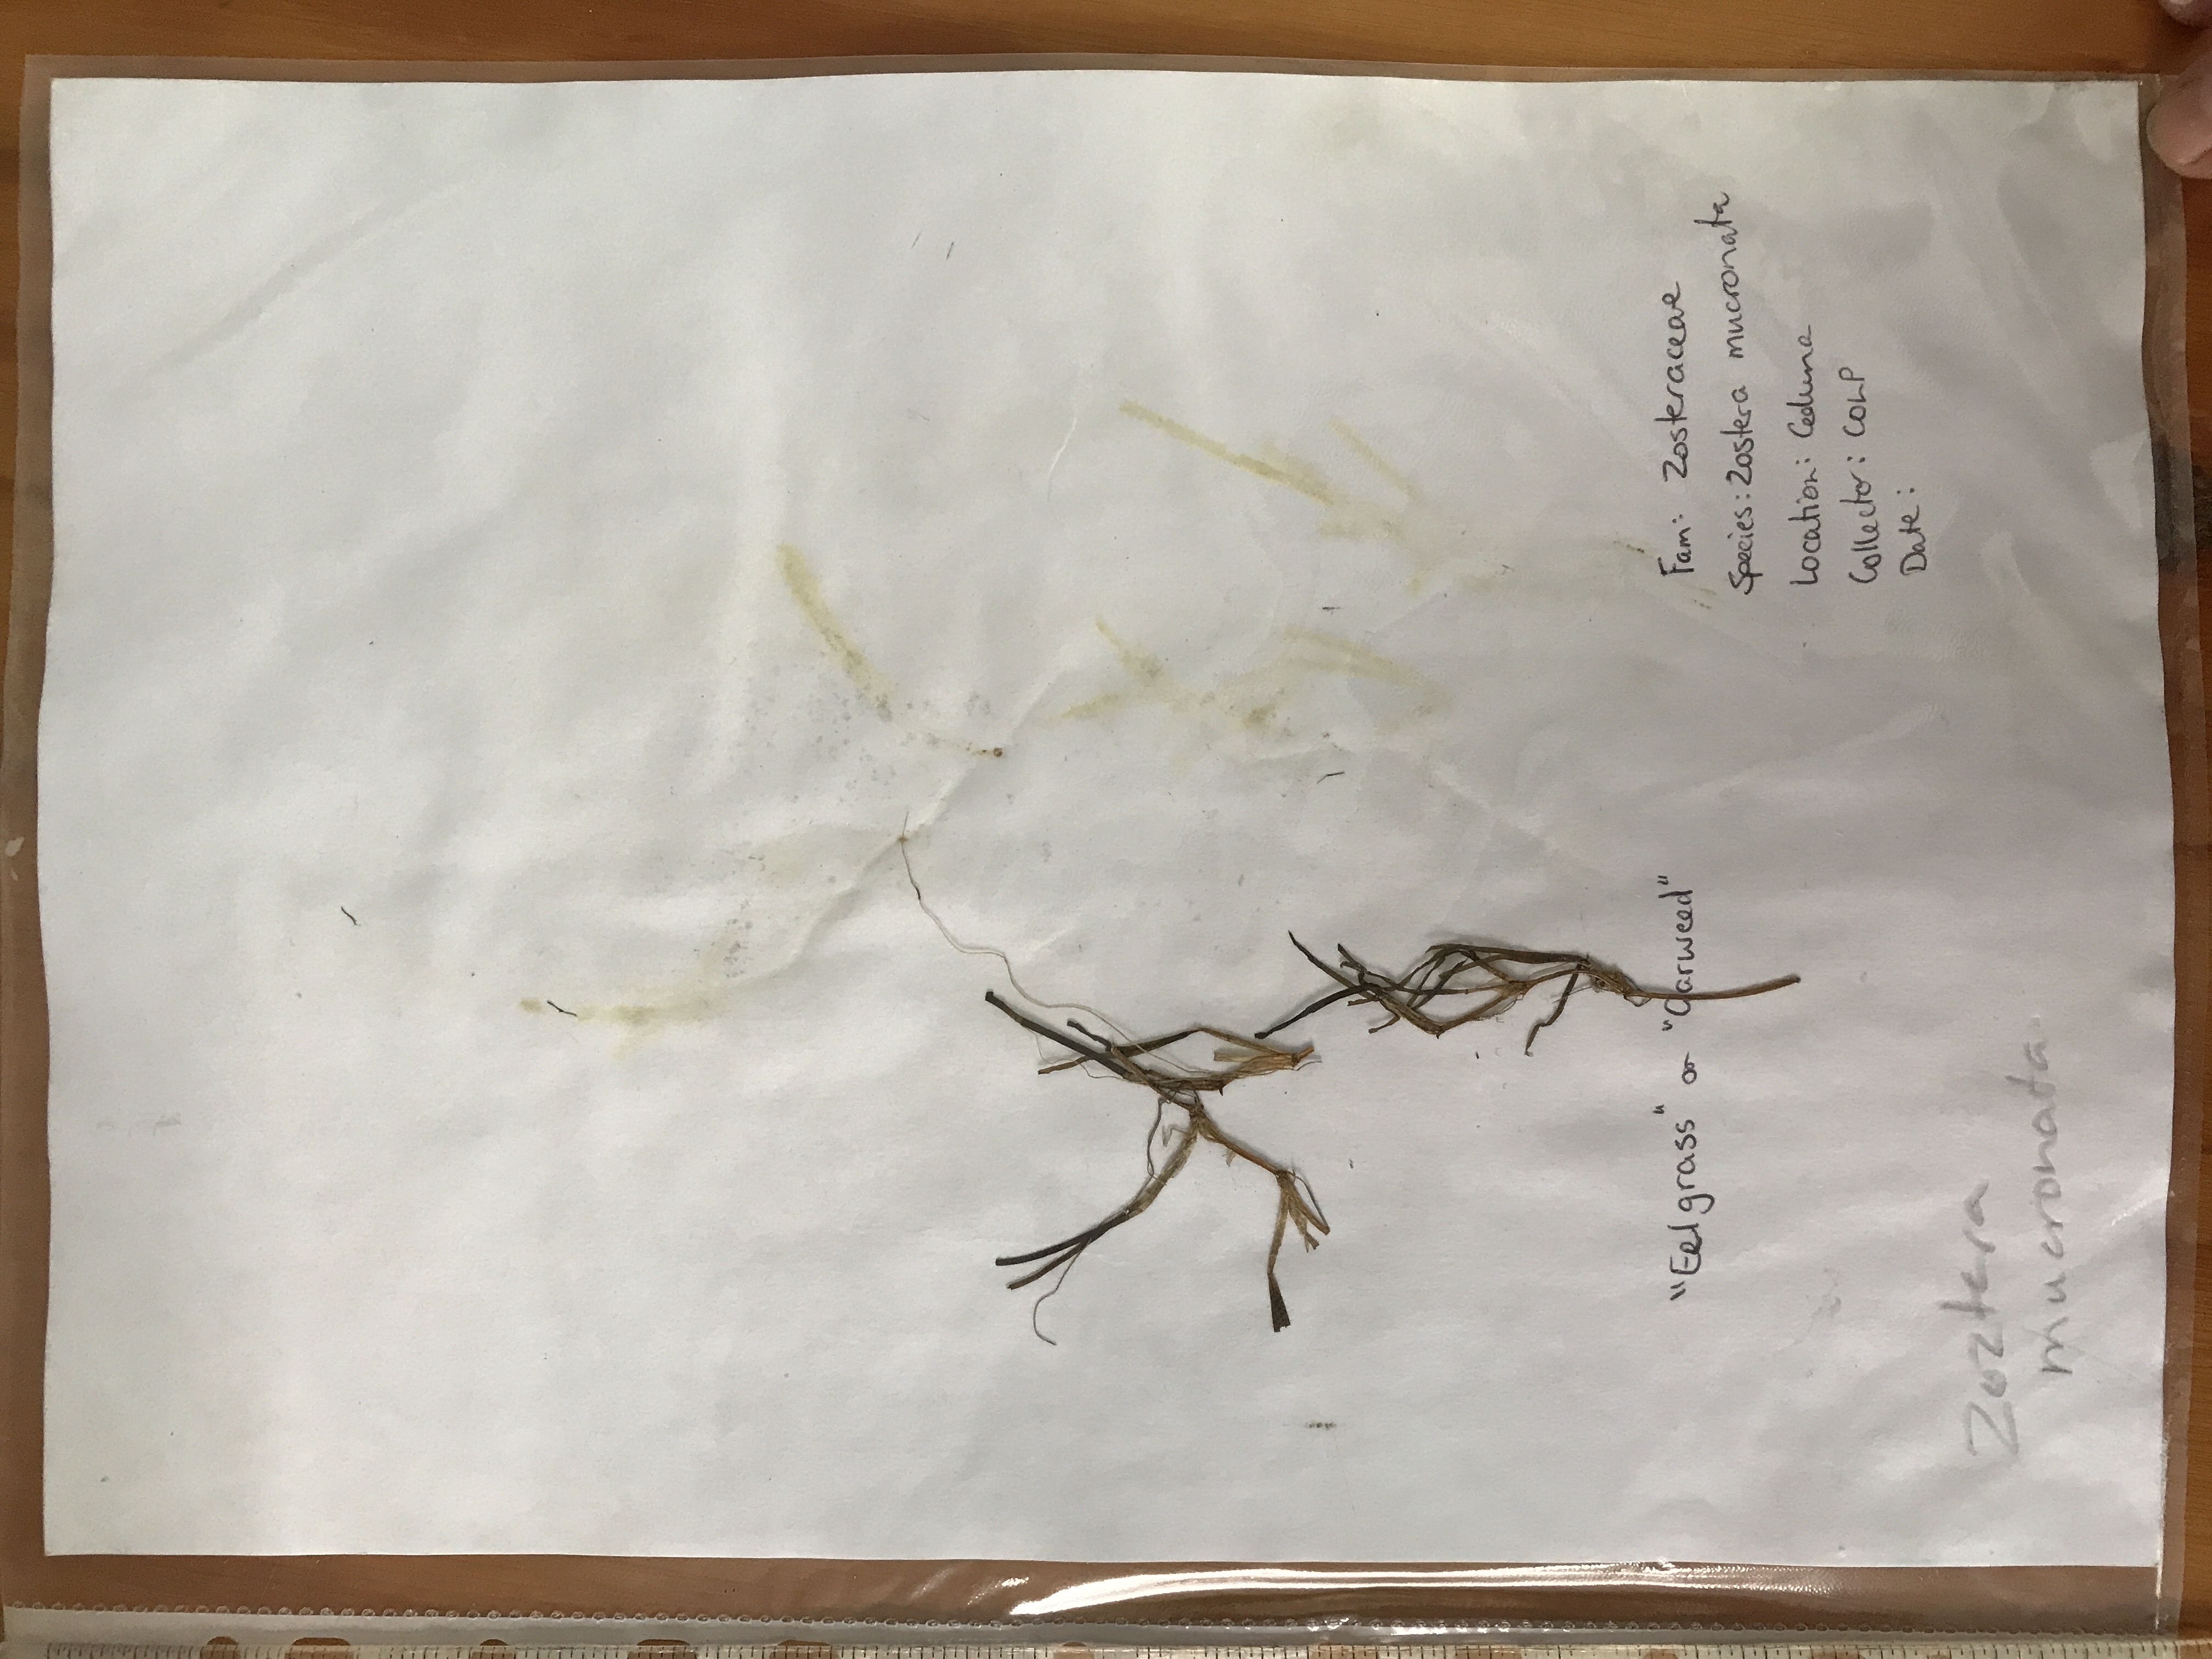 "Eelgrass" or "Garweed"
Fam: Zosteraceae
Species: Zostera mucronata
Location: Ceduna
Collector: COLP
Date:
Zoztera
mucronata